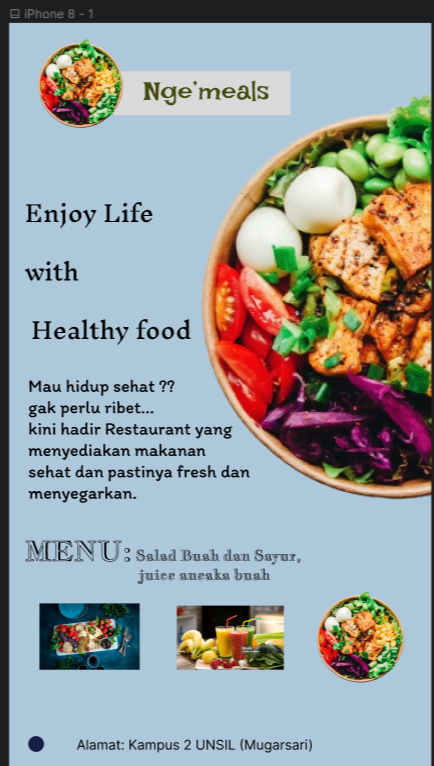 iPhone 8 - 1
Nge'meals
Enjoy Life
with
Healthy food
Mau hidup sehat ??
gak perlu ribet...
kini hadir Restaurant yang
menyediakan makanan
sehat dan pastinya fresh dan
menyegarkan.
MENU: Salad Buah dan Sayur,
juice aneaka buah
Alamat: Kampus 2 UNSIL (Mugarsari)